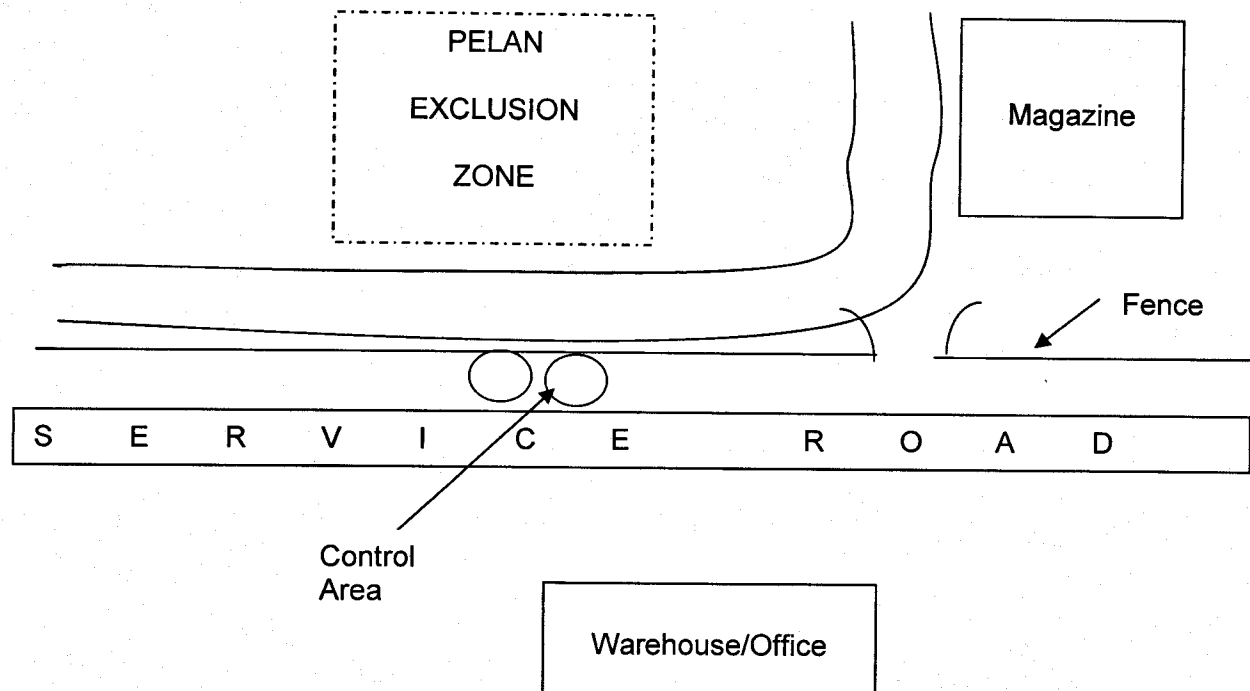 PELAN
EXCLUSION
ZONE
Magazine
Fence
S E R V I C E R O A D
Control
Area
Warehouse/Office